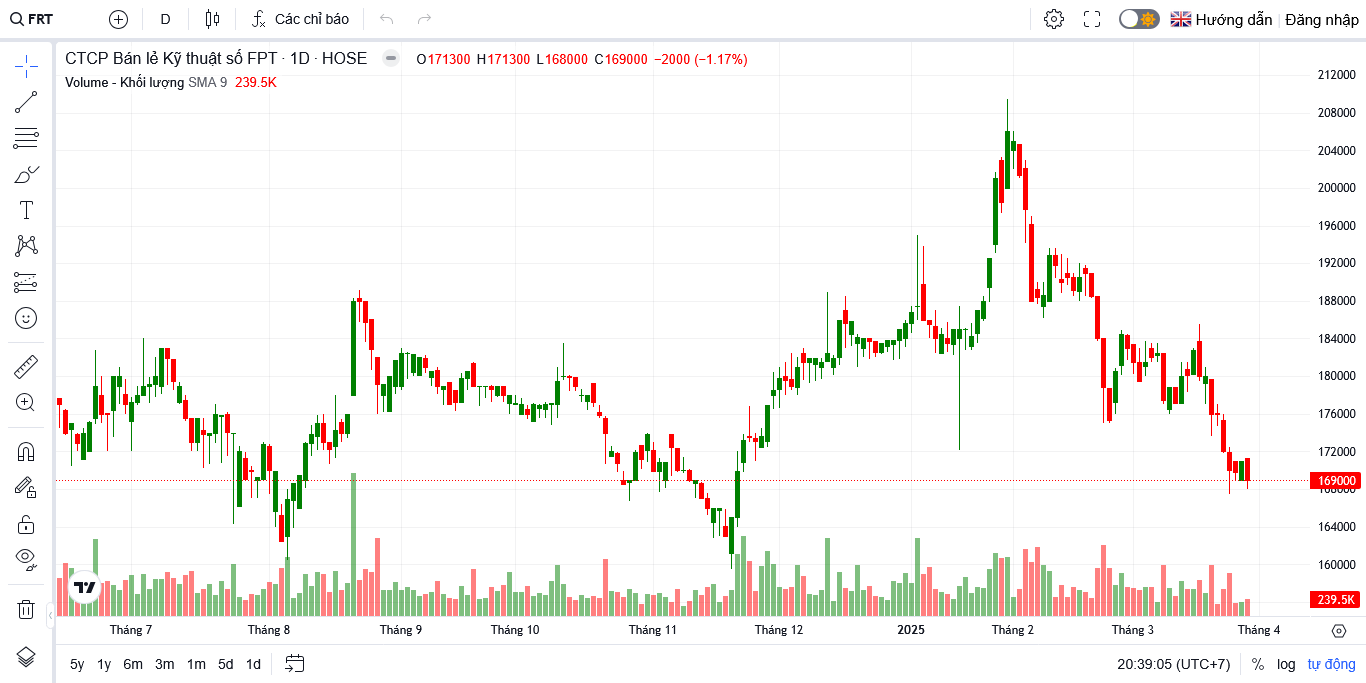 FRT D Các chỉ báo Hướng dẫn Đăng nhập
CTCP Bán lẻ Kỹ thuật số FPT · 1D · HOSE O171300 H171300 L168000 C169000 −2000 (−1.17%)
Volume - Khối lượng SMA 9 239.5K
212000
208000
204000
200000
196000
192000
188000
184000
180000
176000
172000
169000
168000
164000
160000
239.5K
Tháng 7 Tháng 8 Tháng 9 Tháng 10 Tháng 11 Tháng 12 2025 Tháng 2 Tháng 3 Tháng 4
5y 1y 6m 3m 1m 5d 1d 20:39:05 (UTC+7) % log tự động